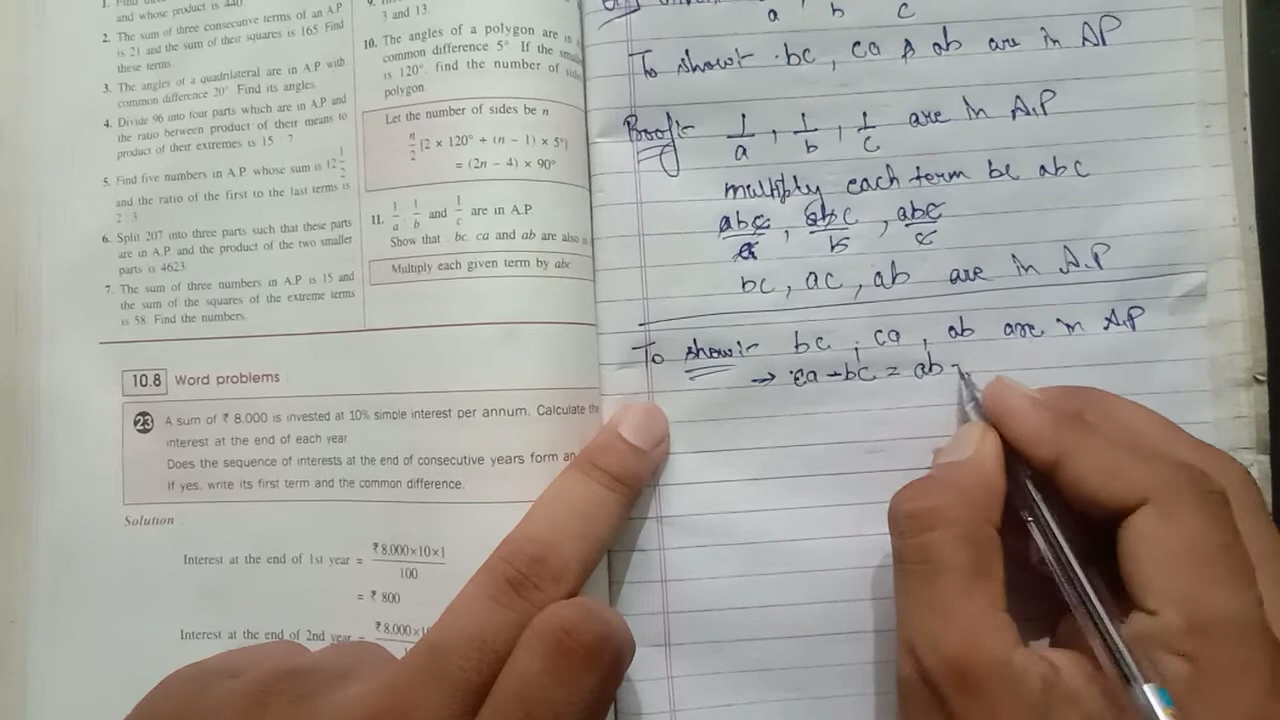 and whose product is 440
2. The sum of three consecutive terms of an A.P
is 21 and the sum of their squares is 165 Find
these terms.
3. The angles of a quadrilateral are in A.P with
common difference 20° Find its angles.
4. Divide 96 into four parts which are in A.P and
the ratio between product of their means to
product of their extremes is 15 7
5. Find five numbers in A.P whose sum is 12 1/2
and the ratio of the first to the last terms is
2 : 3
6. Split 207 into three parts such that these parts
are in A.P and the product of the two smaller
parts is 4623
7. The sum of three numbers in A.P is 15 and
the sum of the squares of the extreme terms
is 58 Find the numbers.
3 and 13.
10. The angles of a polygon are in
common difference 5° If the
is 120° find the number of
polygon.
Let the number of sides be n
n/2 [2 × 120° + (n − 1) × 5°]
= (2n − 4) × 90°
11. 1/a 1/b and 1/c are in A.P
Show that bc ca and ab are also
Multiply each given term by abc
10.8 Word problems
23 A sum of ₹ 8,000 is invested at 10% simple interest per annum. Calculate the
interest at the end of each year.
Does the sequence of interests at the end of consecutive years form an
If yes, write its first term and the common difference.
Solution
Interest at the end of 1st year = ₹8,000×10×1/100
= ₹ 800
Interest at the end of 2nd year = ₹8,000×1
a b c
To show:- bc, ca & ab are in AP
Proof:- 1/a, 1/b, 1/c are in A.P
multiply each term be abc
abc/a, abc/b, abc/c
bc, ac, ab are in A.P
To show:- bc, ca, ab are in A.P
→ ca - bc = ab -